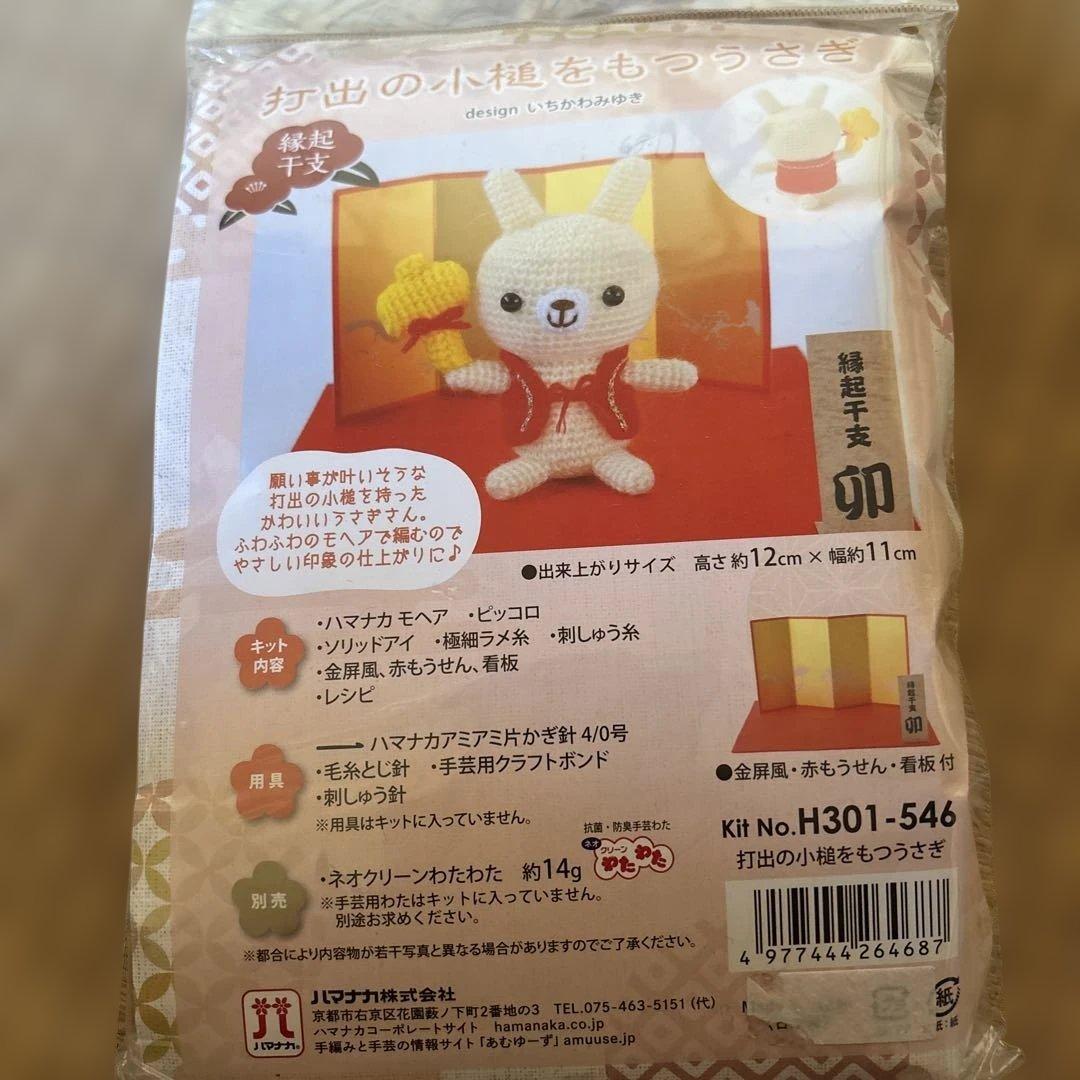 打出の小槌をもつうさぎ
design いちかわみゆき
縁起
干支
縁起干支
卯
願い事が叶いそうな
打出の小槌を持った
かわいいうさぎさん。
ふわふわのモヘアで編むので
やさしい印象の仕上がりに♪
●出来上がりサイズ 高さ 約12cm × 幅約11cm
キット
内容
・ハマナカ モヘア ・ピッコロ
・ソリッドアイ ・極細ラメ糸 ・刺しゅう糸
・金屏風、赤もうせん、看板
・レシピ
縁起干支
卯
●金屏風・赤もうせん・看板 付
用具
ハマナカアミアミ片かぎ針 4/0号
・毛糸とじ針 ・手芸用クラフトボンド
・刺しゅう針
※用具はキットに入っていません。
Kit No.H301-546
打出の小槌をもつうさぎ
別売
・ネオクリーンわたわた 約14g
抗菌・防臭手芸わた
ネオ
クリーン
わたわた
※手芸用わたはキットに入っていません。
別途お求めください。
※都合により内容物が若干写真と異なる場合がありますのでご了承ください。
4 977444 264687
ハマナカ
ハマナカ株式会社
京都市右京区花園薮ノ下町2番地の3 TEL.075-463-5151（代）
ハマナカコーポレートサイト hamanaka.co.jp
手編みと手芸の情報サイト「あむゆーず」amuuse.jp
紙